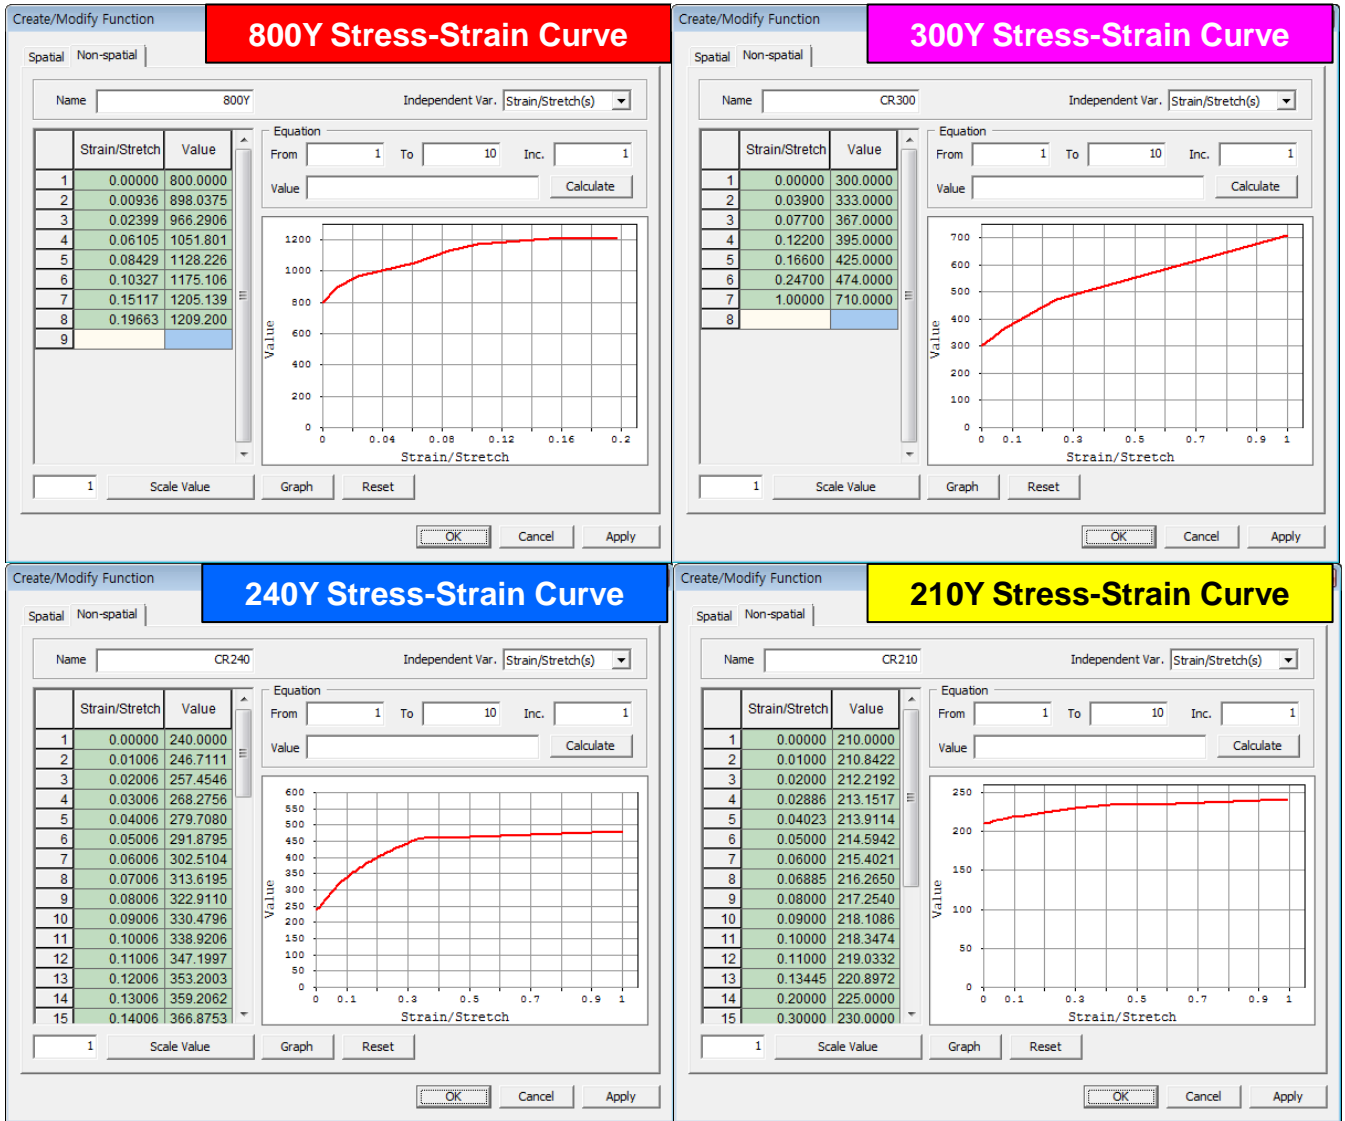 Create/Modify Function
800Y Stress-Strain Curve
Spatial Non-spatial
Name 800Y Independent Var. Strain/Stretch(s)
Strain/Stretch Value
1 0.00000 800.0000
2 0.00936 898.0375
3 0.02399 966.2906
4 0.06105 1051.801
5 0.08429 1128.226
6 0.10327 1175.106
7 0.15117 1205.139
8 0.19663 1209.200
9
Equation
From 1 To 10 Inc. 1
Value Calculate
1200
1000
800
600
400
200
0
Value
0 0.04 0.08 0.12 0.16 0.2
Strain/Stretch
1 Scale Value Graph Reset
OK Cancel Apply
Create/Modify Function
300Y Stress-Strain Curve
Spatial Non-spatial
Name CR300 Independent Var. Strain/Stretch(s)
Strain/Stretch Value
1 0.00000 300.0000
2 0.03900 333.0000
3 0.07700 367.0000
4 0.12200 395.0000
5 0.16600 425.0000
6 0.24700 474.0000
7 1.00000 710.0000
8
Equation
From 1 To 10 Inc. 1
Value Calculate
700
600
500
400
300
200
100
0
Value
0 0.1 0.3 0.5 0.7 0.9 1
Strain/Stretch
1 Scale Value Graph Reset
OK Cancel Apply
Create/Modify Function
240Y Stress-Strain Curve
Spatial Non-spatial
Name CR240 Independent Var. Strain/Stretch(s)
Strain/Stretch Value
1 0.00000 240.0000
2 0.01006 246.7111
3 0.02006 257.4546
4 0.03006 268.2756
5 0.04006 279.7080
6 0.05006 291.8795
7 0.06006 302.5104
8 0.07006 313.6195
9 0.08006 322.9110
10 0.09006 330.4796
11 0.10006 338.9206
12 0.11006 347.1997
13 0.12006 353.2003
14 0.13006 359.2062
15 0.14006 366.8753
Equation
From 1 To 10 Inc. 1
Value Calculate
600
550
500
450
400
350
300
250
200
150
100
50
0
Value
0 0.1 0.3 0.5 0.7 0.9 1
Strain/Stretch
1 Scale Value Graph Reset
OK Cancel Apply
Create/Modify Function
210Y Stress-Strain Curve
Spatial Non-spatial
Name CR210 Independent Var. Strain/Stretch(s)
Strain/Stretch Value
1 0.00000 210.0000
2 0.01000 210.8422
3 0.02000 212.2192
4 0.02886 213.1517
5 0.04023 213.9114
6 0.05000 214.5942
7 0.06000 215.4021
8 0.06885 216.2650
9 0.08000 217.2540
10 0.09000 218.1086
11 0.10000 218.3474
12 0.11000 219.0332
13 0.13445 220.8972
14 0.20000 225.0000
15 0.30000 230.0000
Equation
From 1 To 10 Inc. 1
Value Calculate
250
200
150
100
50
0
Value
0 0.1 0.3 0.5 0.7 0.9 1
Strain/Stretch
1 Scale Value Graph Reset
OK Cancel Apply